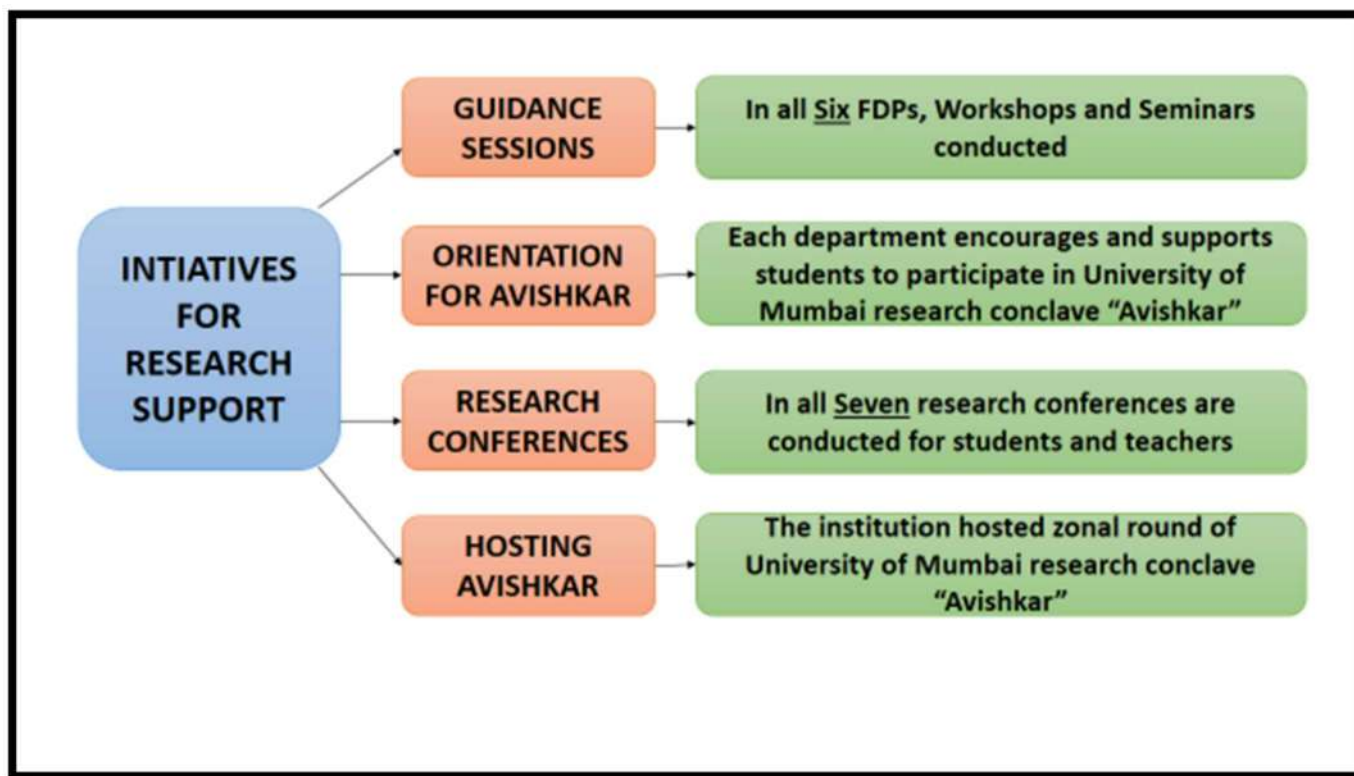 INTIATIVES
FOR
RESEARCH
SUPPORT
GUIDANCE
SESSIONS
In all Six FDPs, Workshops and Seminars
conducted
ORIENTATION
FOR AVISHKAR
Each department encourages and supports
students to participate in University of
Mumbai research conclave “Avishkar”
RESEARCH
CONFERENCES
In all Seven research conferences are
conducted for students and teachers
HOSTING
AVISHKAR
The institution hosted zonal round of
University of Mumbai research conclave
“Avishkar”